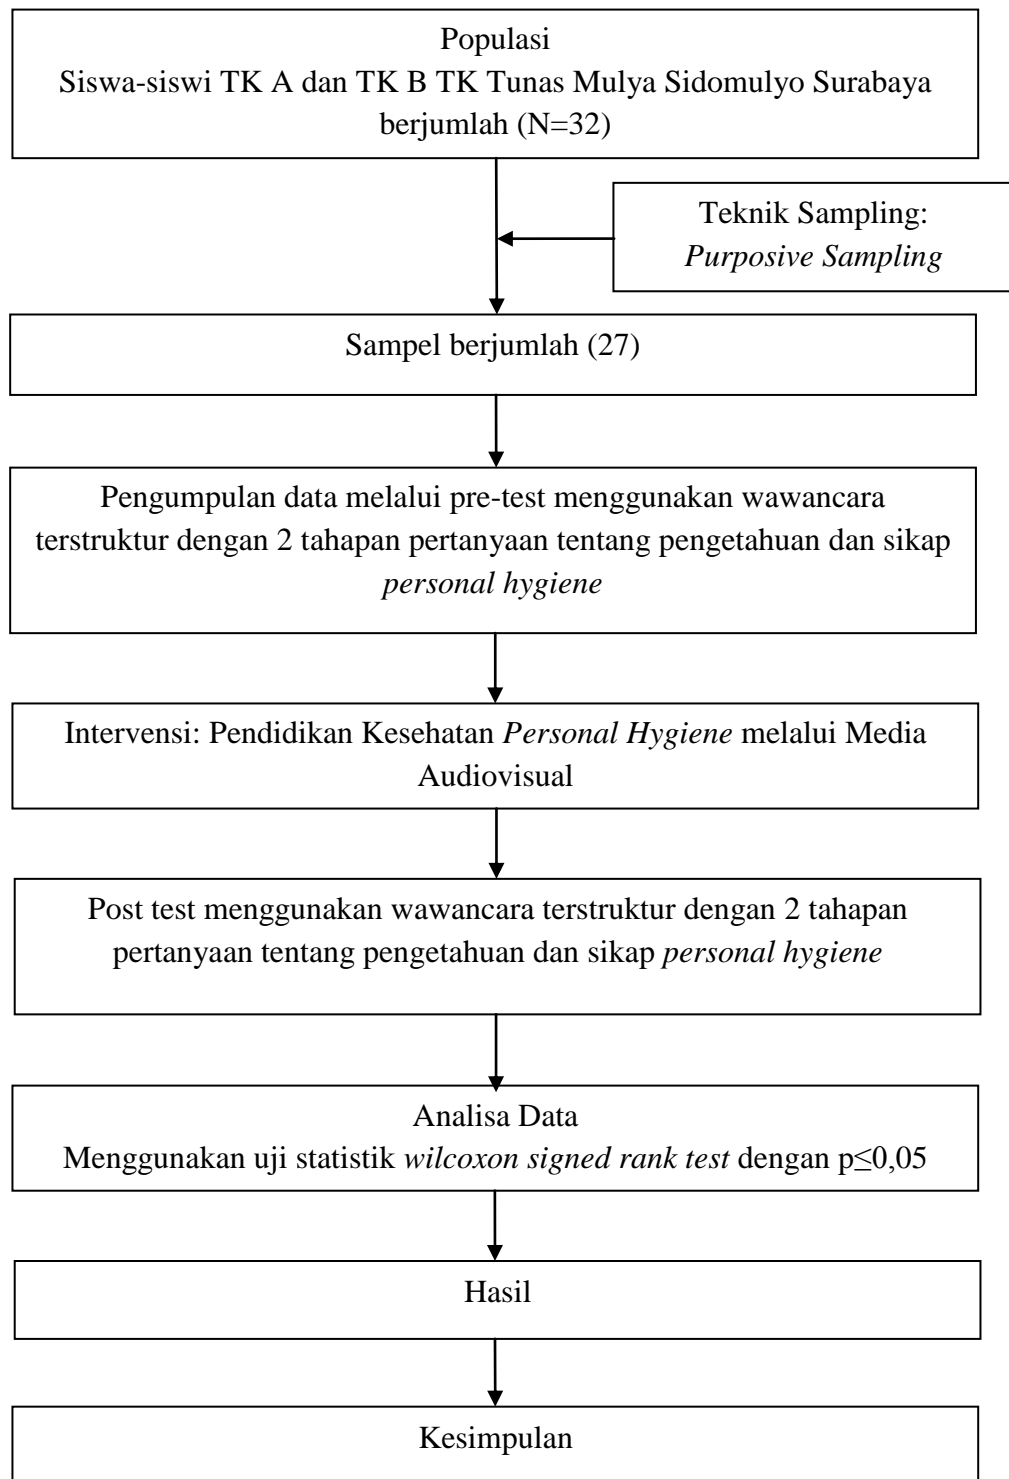 Populasi
Siswa-siswi TK A dan TK B TK Tunas Mulya Sidomulyo Surabaya
berjumlah (N=32)
Teknik Sampling:
Purposive Sampling
Sampel berjumlah (27)
Pengumpulan data melalui pre-test menggunakan wawancara
terstruktur dengan 2 tahapan pertanyaan tentang pengetahuan dan sikap
personal hygiene
Intervensi: Pendidikan Kesehatan Personal Hygiene melalui Media
Audiovisual
Post test menggunakan wawancara terstruktur dengan 2 tahapan
pertanyaan tentang pengetahuan dan sikap personal hygiene
Analisa Data
Menggunakan uji statistik wilcoxon signed rank test dengan p≤0,05
Hasil
Kesimpulan